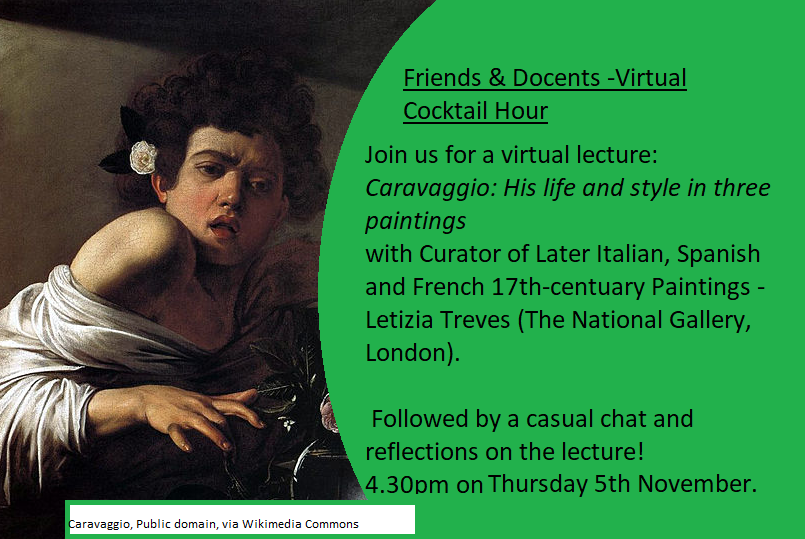 Friends & Docents -Virtual
Cocktail Hour
Join us for a virtual lecture:
Caravaggio: His life and style in three
paintings
with Curator of Later Italian, Spanish
and French 17th-centuary Paintings -
Letizia Treves (The National Gallery,
London).
Followed by a casual chat and
reflections on the lecture!
4.30pm on Thursday 5th November.
Caravaggio, Public domain, via Wikimedia Commons